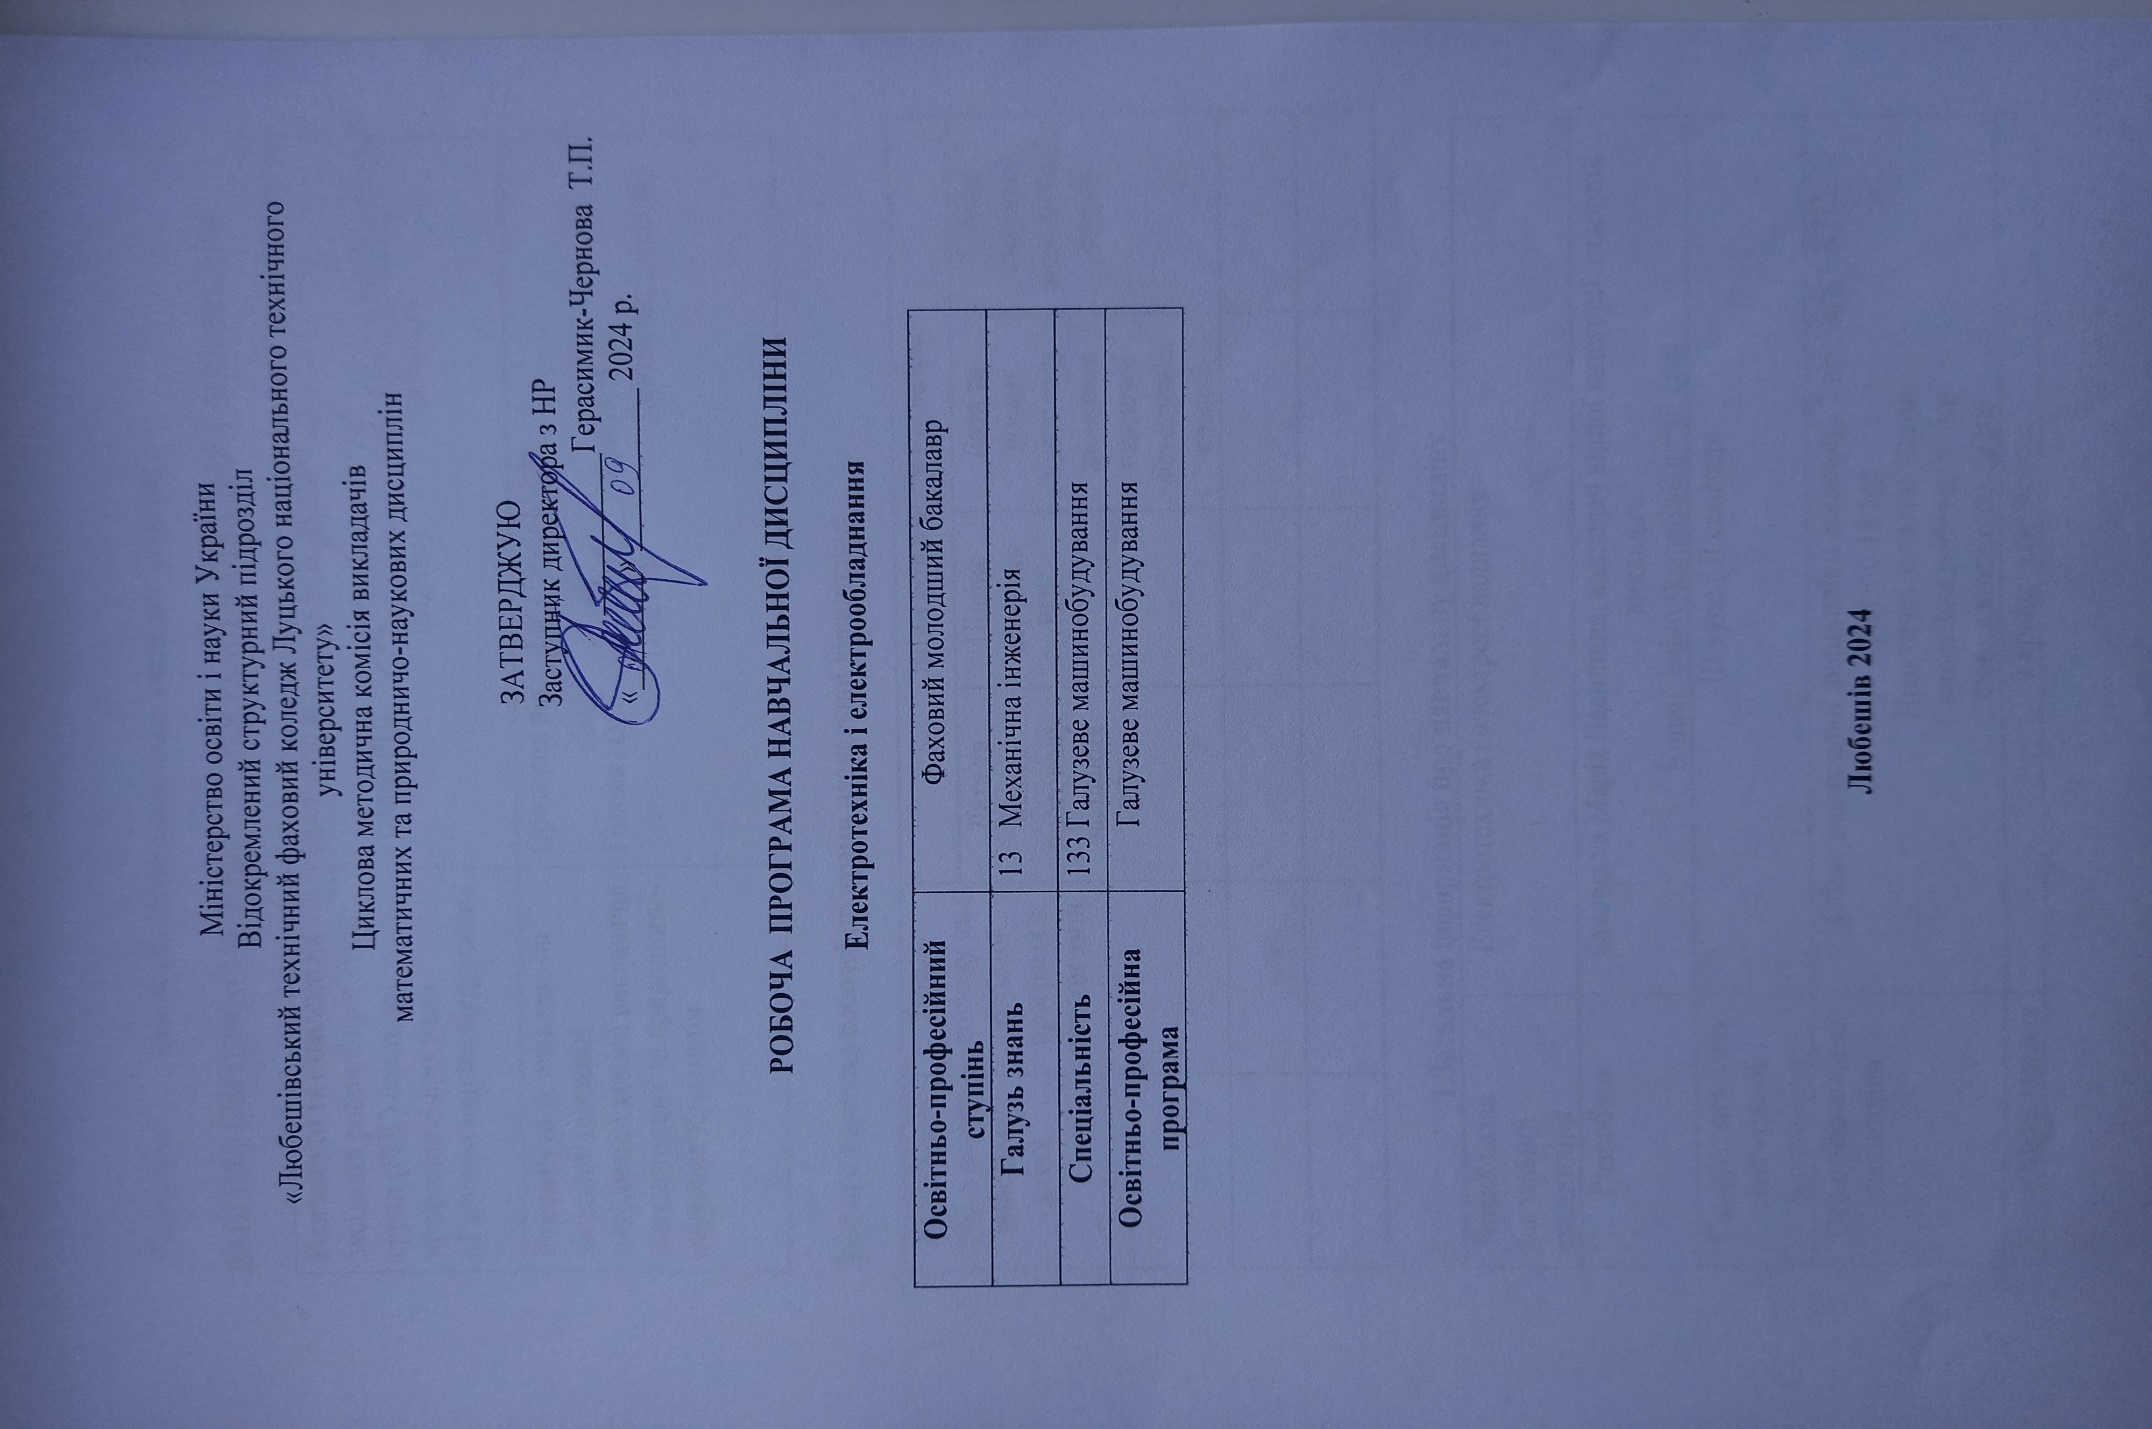 Міністерство освіти і науки України
Відокремлений структурний підрозділ
«Любешівський технічний фаховий коледж Луцького національного технічного
університету»
Циклова методична комісія викладачів
математичних та природничо-наукових дисциплін
ЗАТВЕРДЖУЮ
Заступник директора з НР
Герасимик-Чернова Т.П.
« 09 2024 р.
РОБОЧА ПРОГРАМА НАВЧАЛЬНОЇ ДИСЦИПЛІНИ
Електротехніка і електрообладнання
Освітньо-професійний Фаховий молодший бакалавр
ступінь
Галузь знань 13 Механічна інженерія
Спеціальність 133 Галузеве машинобудування
Освітньо-професійна Галузеве машинобудування
програма
Любешів 2024